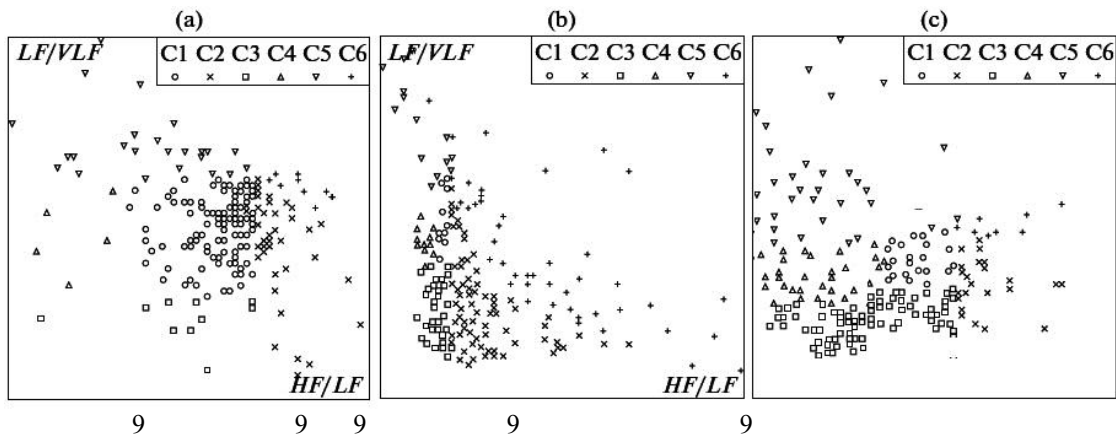 (a) (b) (c)
LF/VLF C1 C2 C3 C4 C5 C6
LF/VLF C1 C2 C3 C4 C5 C6
C1 C2 C3 C4 C5 C6
HF/LF HF/LF
9 9 9 9 9